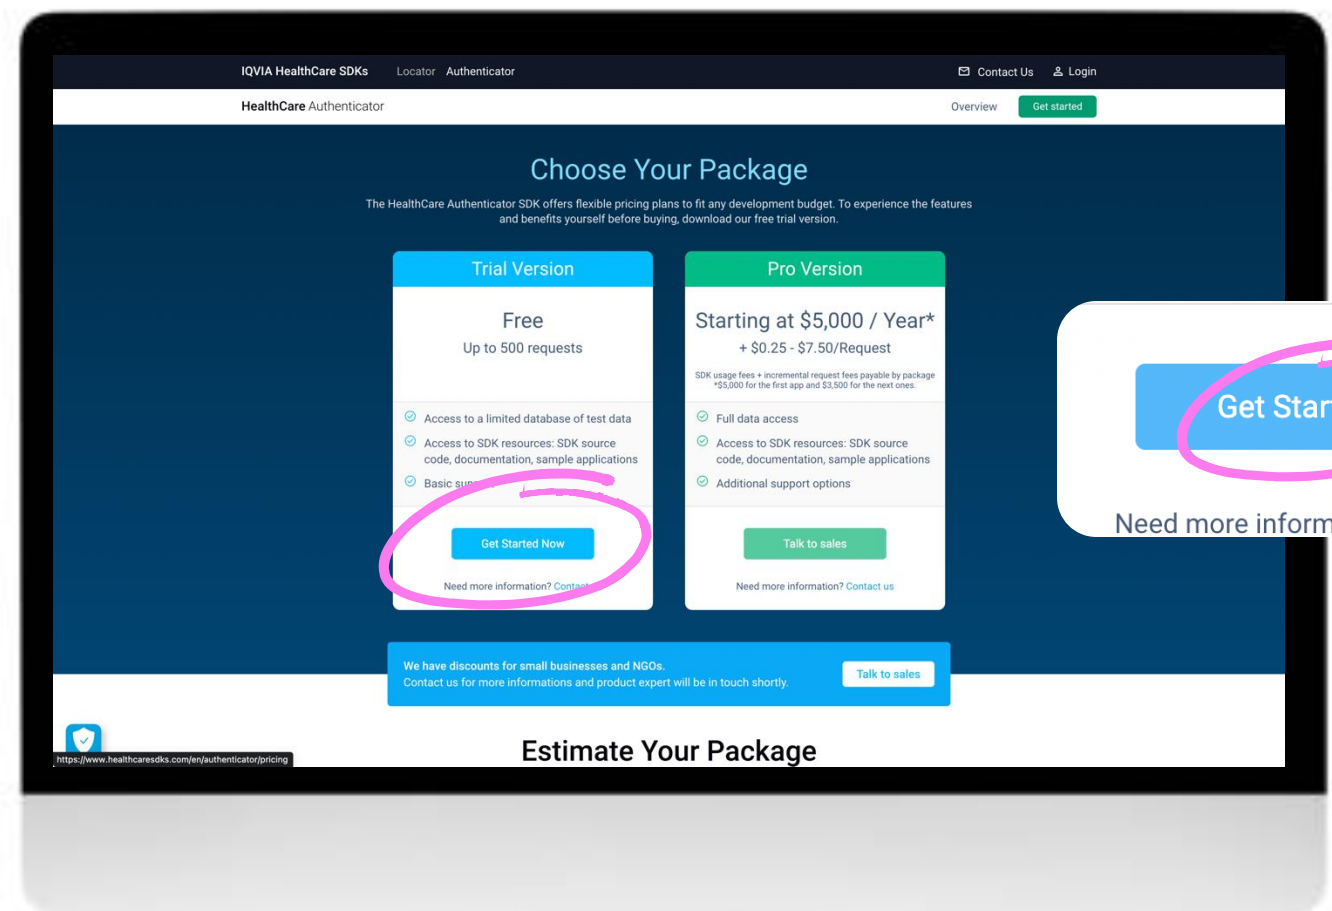 IQVIA HealthCare SDKs Locator Authenticator Contact Us Login
HealthCare Authenticator Overview Get started
Choose Your Package
The HealthCare Authenticator SDK offers flexible pricing plans to fit any development budget. To experience the features
and benefits yourself before buying, download our free trial version.
Trial Version
Free
Up to 500 requests
Access to a limited database of test data
Access to SDK resources: SDK source
code, documentation, sample applications
Basic
Get Started Now
Need more information? Contact
Pro Version
Starting at $5,000 / Year*
+ $0.25 - $7.50/Request
SDK usage fees + incremental request fees payable by package
*$5,000 for the first app and $3,500 for the next ones.
Full data access
Access to SDK resources: SDK source
code, documentation, sample applications
Additional support options
Talk to sales
Need more information? Contact us
Get Star
Need more inform
We have discounts for small businesses and NGOs.
Contact us for more informations and product expert will be in touch shortly.
Talk to sales
Estimate Your Package
https://www.healthcaresdks.com/en/authenticator/pricing